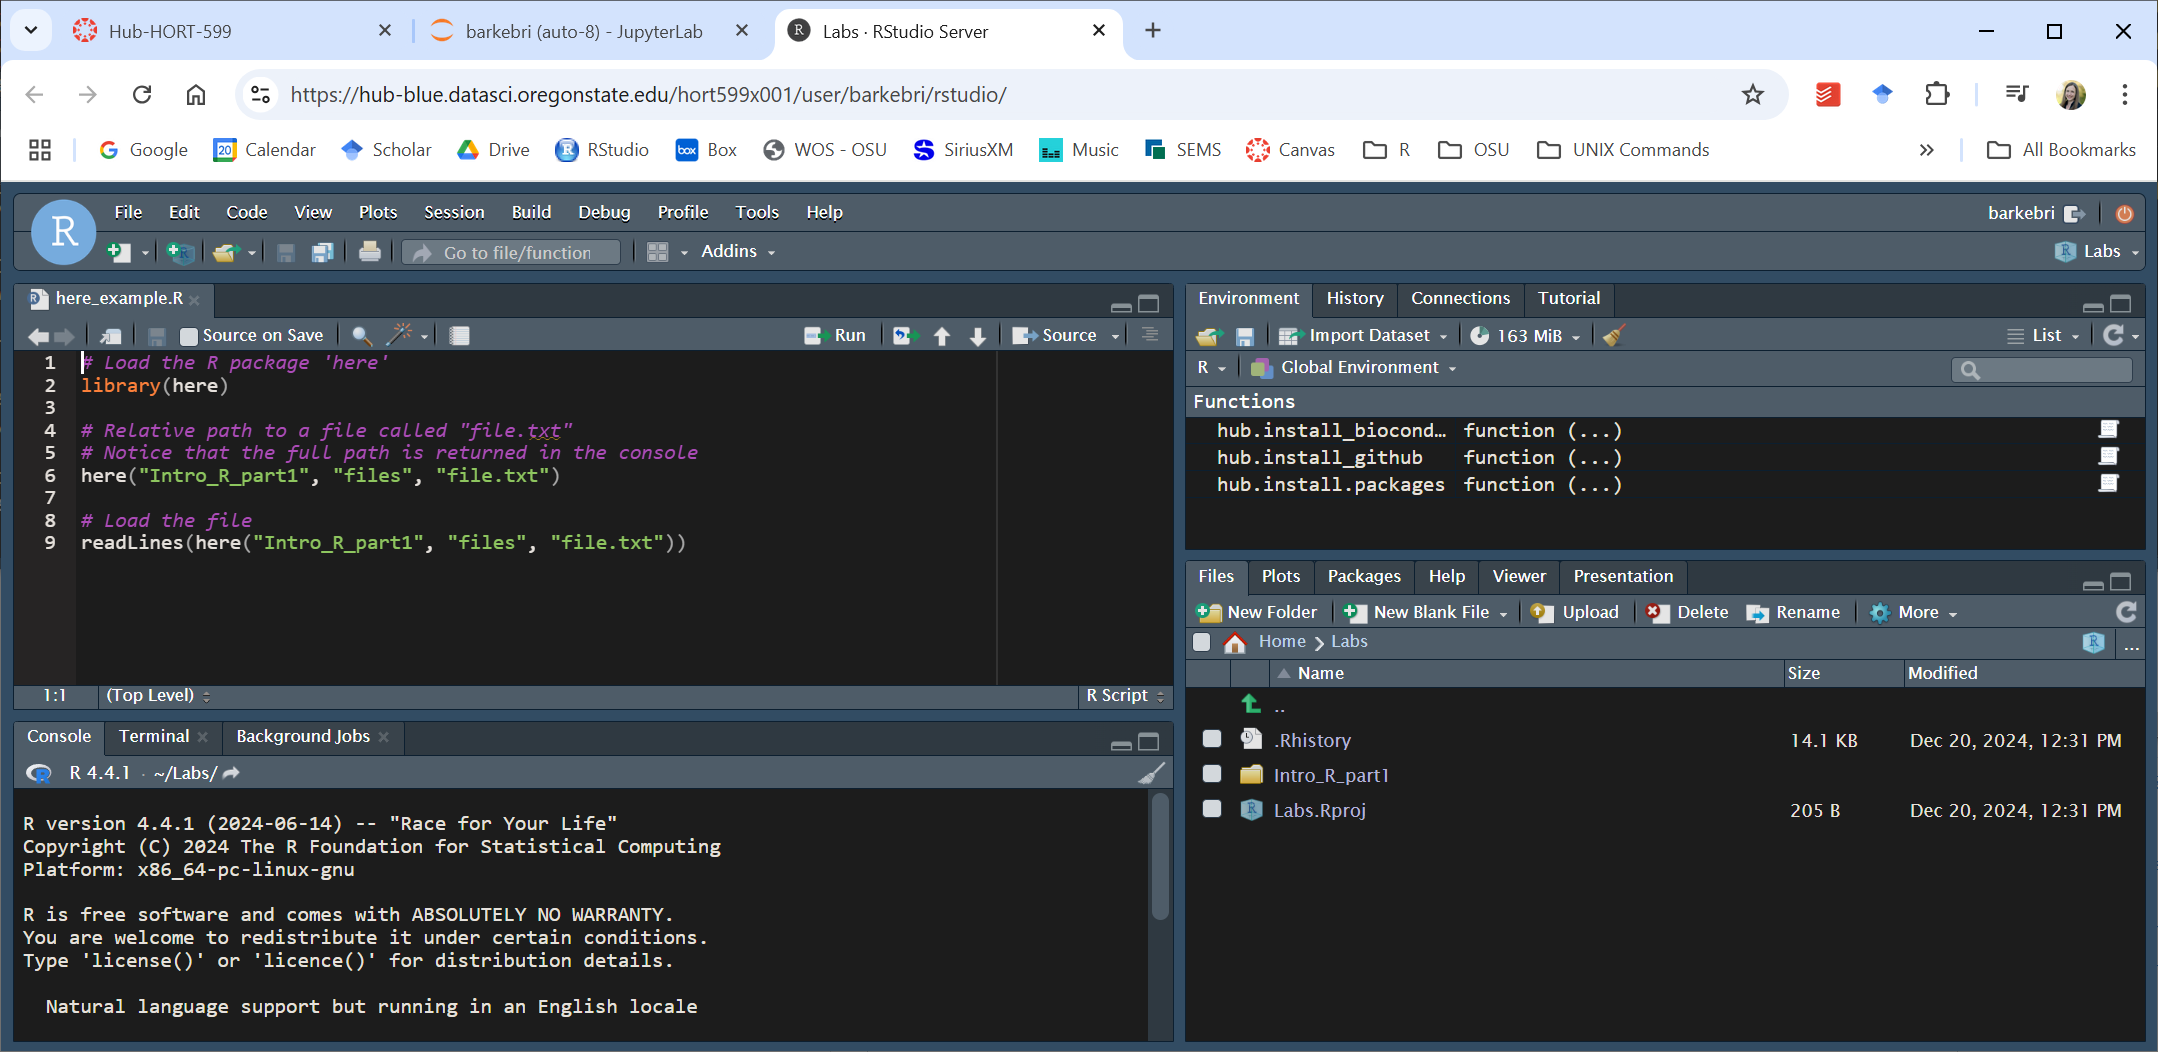 Hub-HORT-599
barkebri (auto-8) - JupyterLab
Labs · RStudio Server
https://hub-blue.datasci.oregonstate.edu/hort599x001/user/barkebri/rstudio/
Google
20 Calendar
Scholar
Drive
R RStudio
box Box
WOS - OSU
SiriusXM
Music
SEMS
Canvas
R
OSU
UNIX Commands
All Bookmarks
R
File Edit Code View Plots Session Build Debug Profile Tools Help
barkebri
Go to file/function
Addins
Labs
here_example.R
Source on Save
Run
Source
1 # Load the R package 'here'
2 library(here)
3
4 # Relative path to a file called "file.txt"
5 # Notice that the full path is returned in the console
6 here("Intro_R_part1", "files", "file.txt")
7
8 # Load the file
9 readLines(here("Intro_R_part1", "files", "file.txt"))
1:1 (Top Level) R Script
Console Terminal Background Jobs
R 4.4.1 · ~/Labs/
R version 4.4.1 (2024-06-14) -- "Race for Your Life"
Copyright (C) 2024 The R Foundation for Statistical Computing
Platform: x86_64-pc-linux-gnu
R is free software and comes with ABSOLUTELY NO WARRANTY.
You are welcome to redistribute it under certain conditions.
Type 'license()' or 'licence()' for distribution details.
Natural language support but running in an English locale
Environment History Connections Tutorial
Import Dataset 163 MiB List
R Global Environment
Functions
hub.install_biocond… function (...)
hub.install_github function (...)
hub.install.packages function (...)
Files Plots Packages Help Viewer Presentation
New Folder New Blank File Upload Delete Rename More
Home Labs ...
Name Size Modified
..
.Rhistory 14.1 KB Dec 20, 2024, 12:31 PM
Intro_R_part1
Labs.Rproj 205 B Dec 20, 2024, 12:31 PM